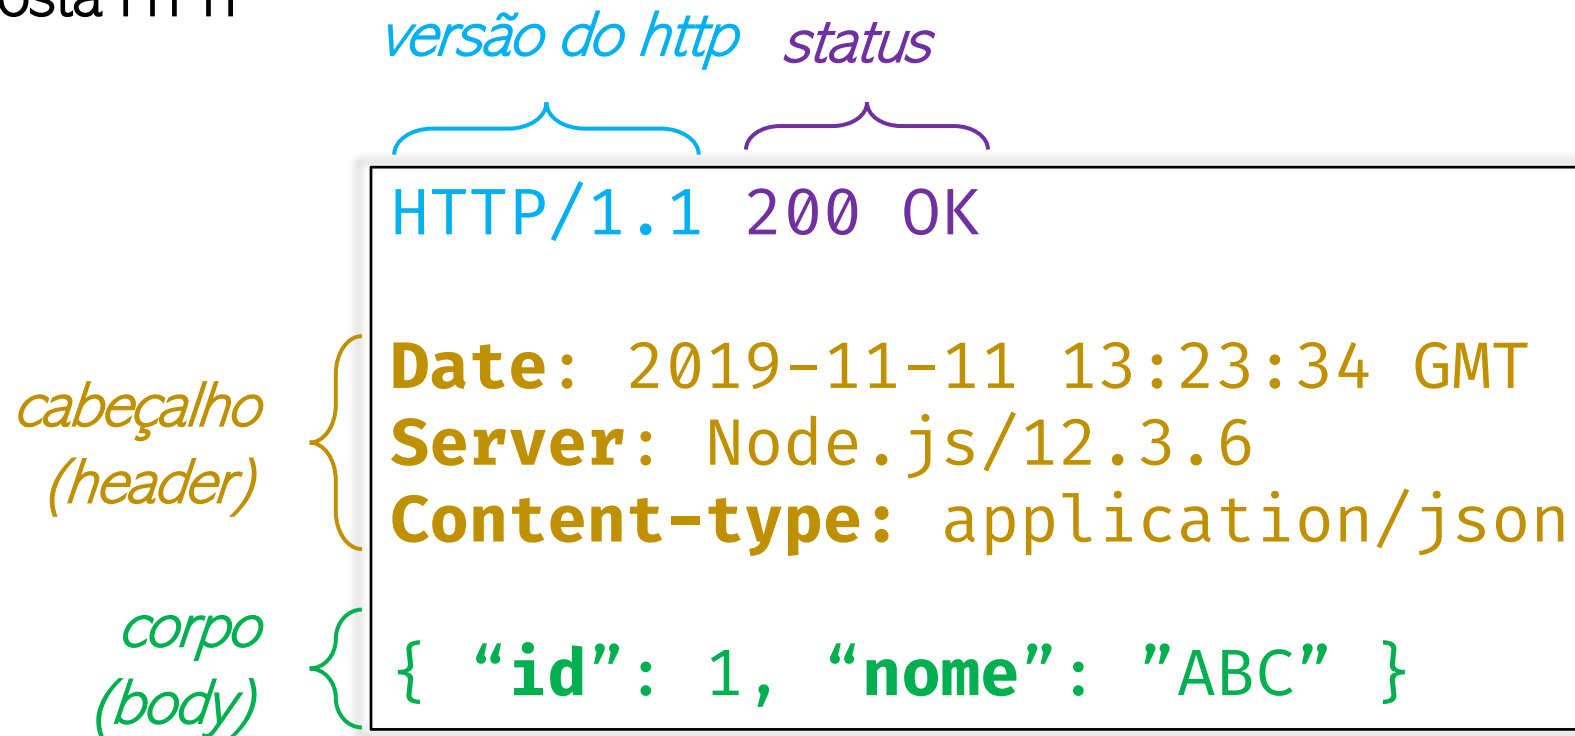 versão do http status
HTTP/1.1 200 OK
Date: 2019-11-11 13:23:34 GMT
cabeçalho
(header)
Server: Node.js/12.3.6
Content-type: application/json
corpo
(body)
{ “id”: 1, “nome”: ”ABC” }